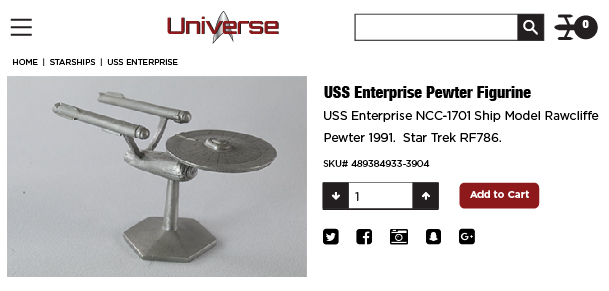 Universe
0
HOME | STARSHIPS | USS ENTERPRISE
USS Enterprise Pewter Figurine
USS Enterprise NCC-1701 Ship Model Rawcliffe
Pewter 1991. Star Trek RF786.
SKU# 489384933-3904
1
Add to Cart